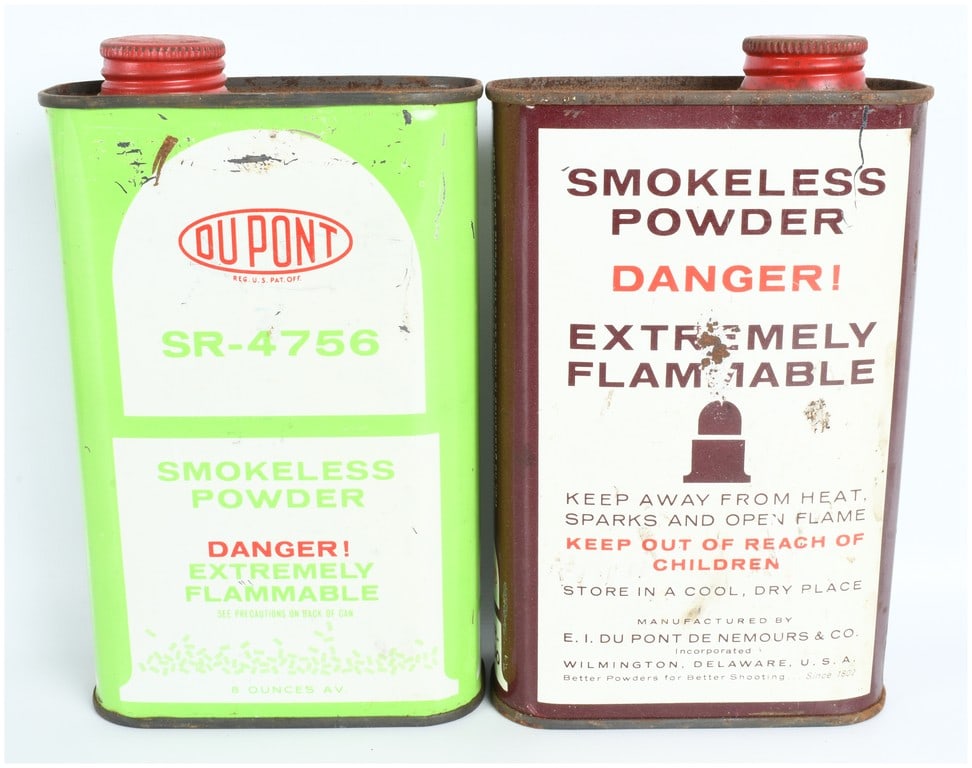 DU PONT
REG. U.S. PAT. OFF.
SR-4756
SMOKELESS
POWDER
DANGER!
EXTREMELY
FLAMMABLE
SEE PRECAUTIONS ON BACK OF CAN
8 OUNCES AV.
SMOKELESS
POWDER
DANGER!
EXTREMELY
FLAMMABLE
KEEP AWAY FROM HEAT,
SPARKS AND OPEN FLAME
KEEP OUT OF REACH OF
CHILDREN
STORE IN A COOL, DRY PLACE
MANUFACTURED BY
E. I. DU PONT DE NEMOURS & CO.
Incorporated
WILMINGTON, DELAWARE, U. S. A.
Better Powders for Better Shooting... Since 1802